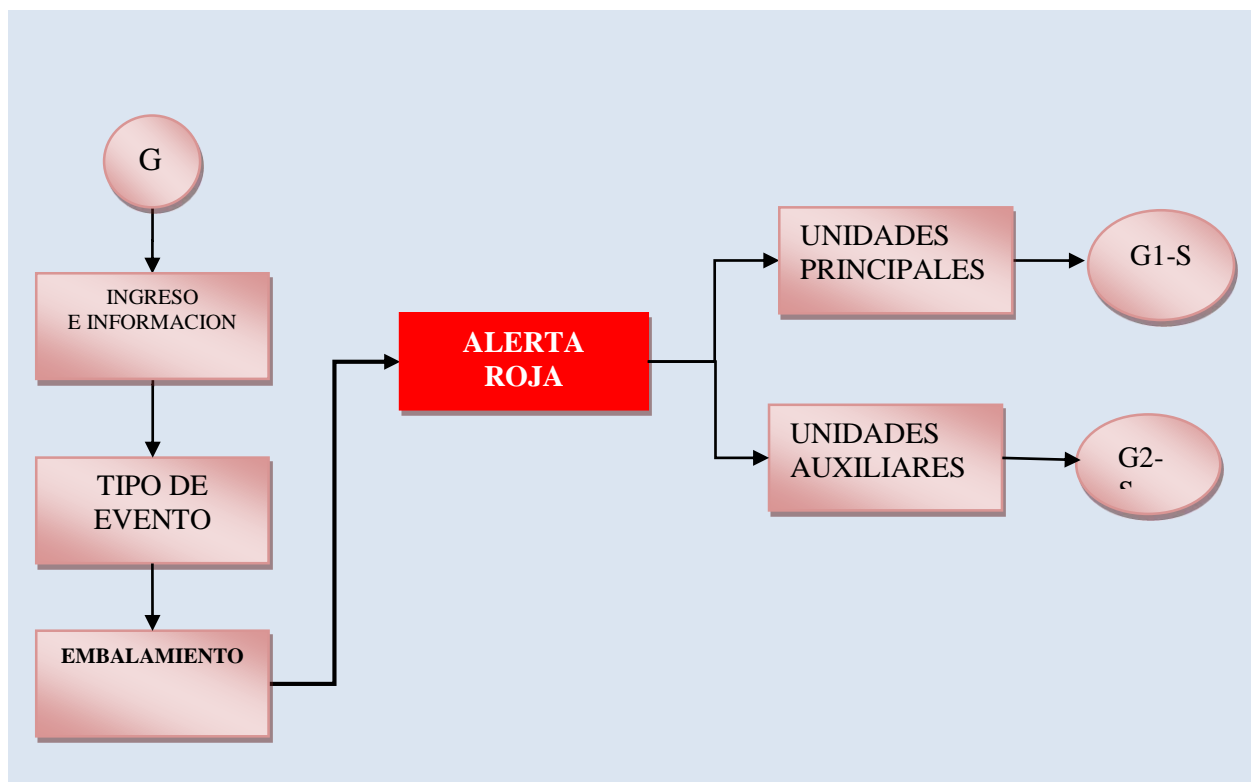 G
INGRESO
E INFORMACION
TIPO DE
EVENTO
EMBALAMIENTO
ALERTA
ROJA
UNIDADES
PRINCIPALES
G1-S
UNIDADES
AUXILIARES
G2-
S